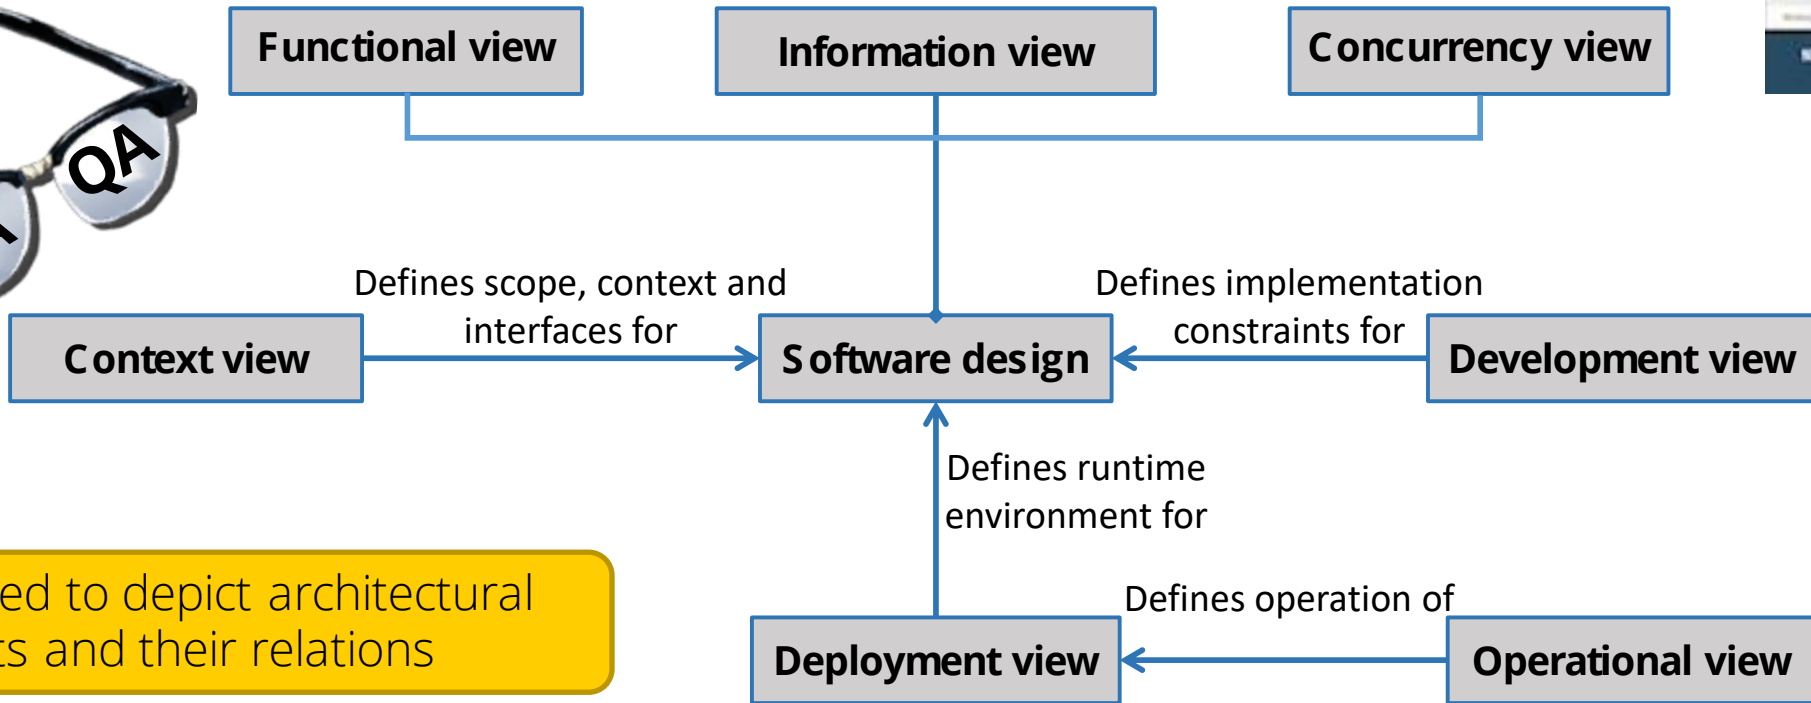 Functional view
Information view
Concurrency view
QA
Defines scope, context and
interfaces for
Defines implementation
constraints for
Context view
Software design
Development view
Defines runtime
environment for
ed to depict architectural
ts and their relations
Defines operation of
Deployment view
Operational view